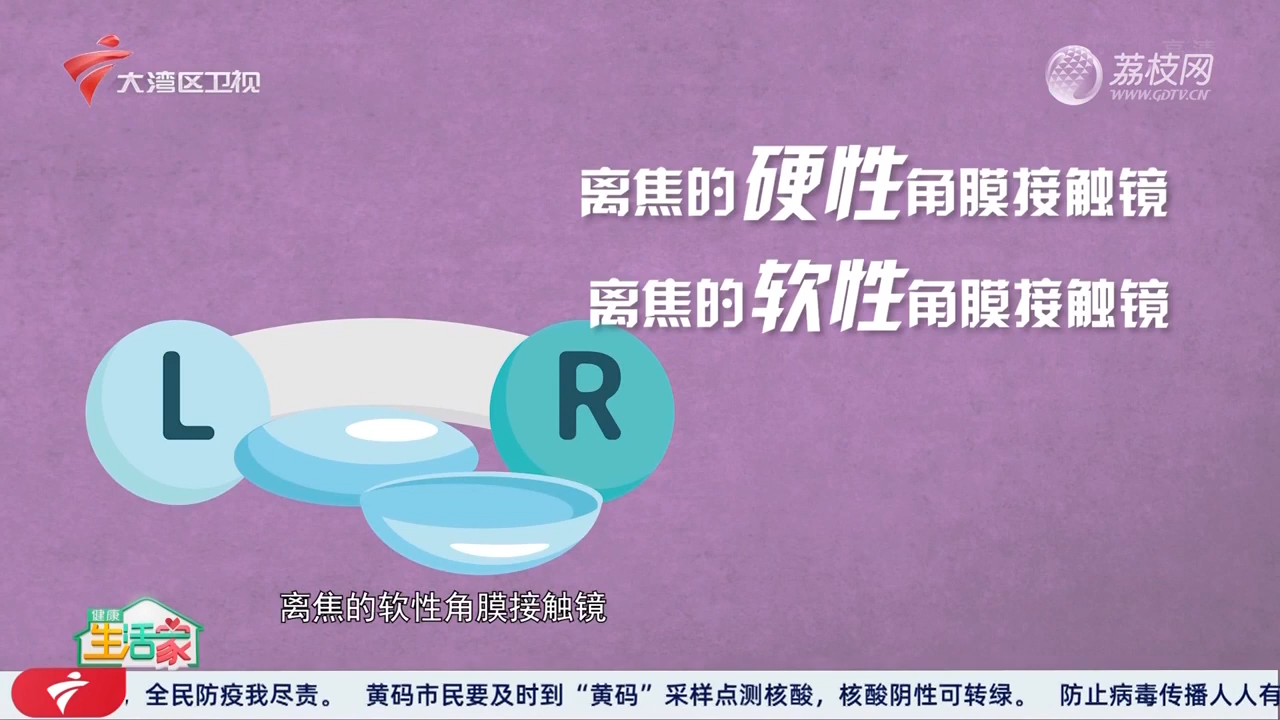 大湾区卫视
高清
荔枝网
WWW.GDTV.CN
离焦的硬性角膜接触镜
离焦的软性角膜接触镜
L
R
离焦的软性角膜接触镜
健康
生活家
，全民防疫我尽责。 黄码市民要及时到“黄码”采样点测核酸，核酸阴性可转绿。 防止病毒传播人人有